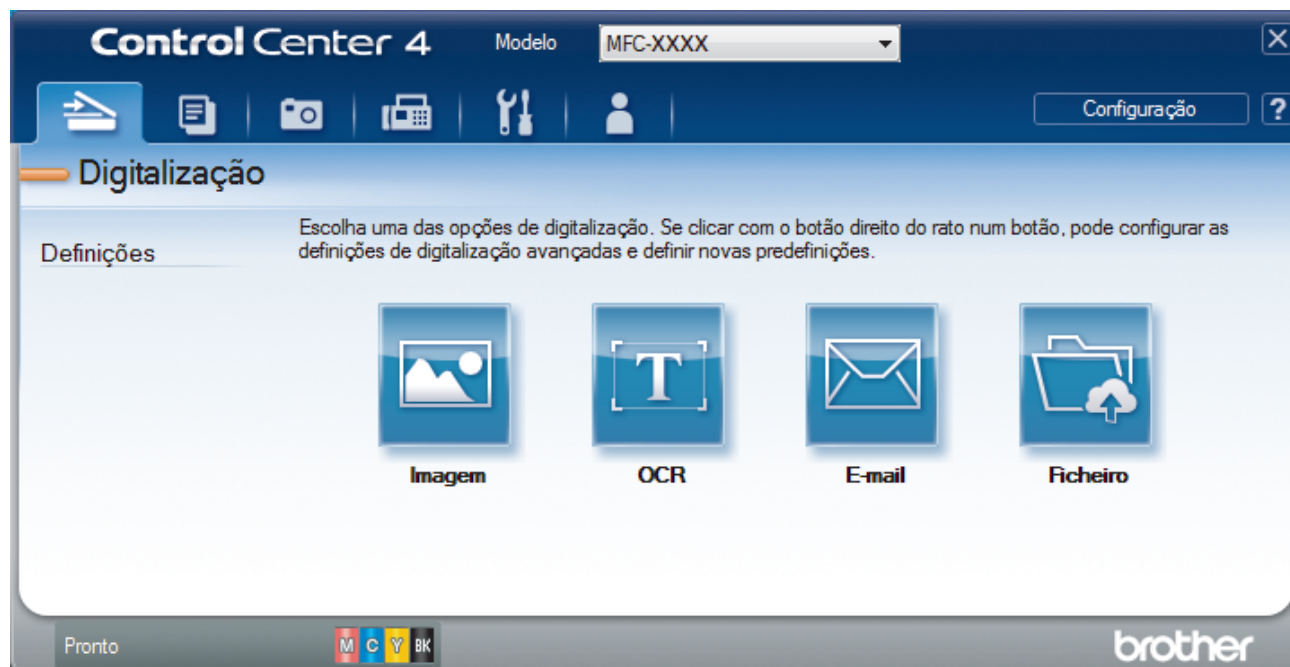 ControlCenter 4
Modelo
MFC-XXXX
Configuração
?
Digitalização
Definições
Escolha uma das opções de digitalização. Se clicar com o botão direito do rato num botão, pode configurar as
definições de digitalização avançadas e definir novas predefinições.
T
Imagem
OCR
E-mail
Ficheiro
Pronto
M C Y BK
brother